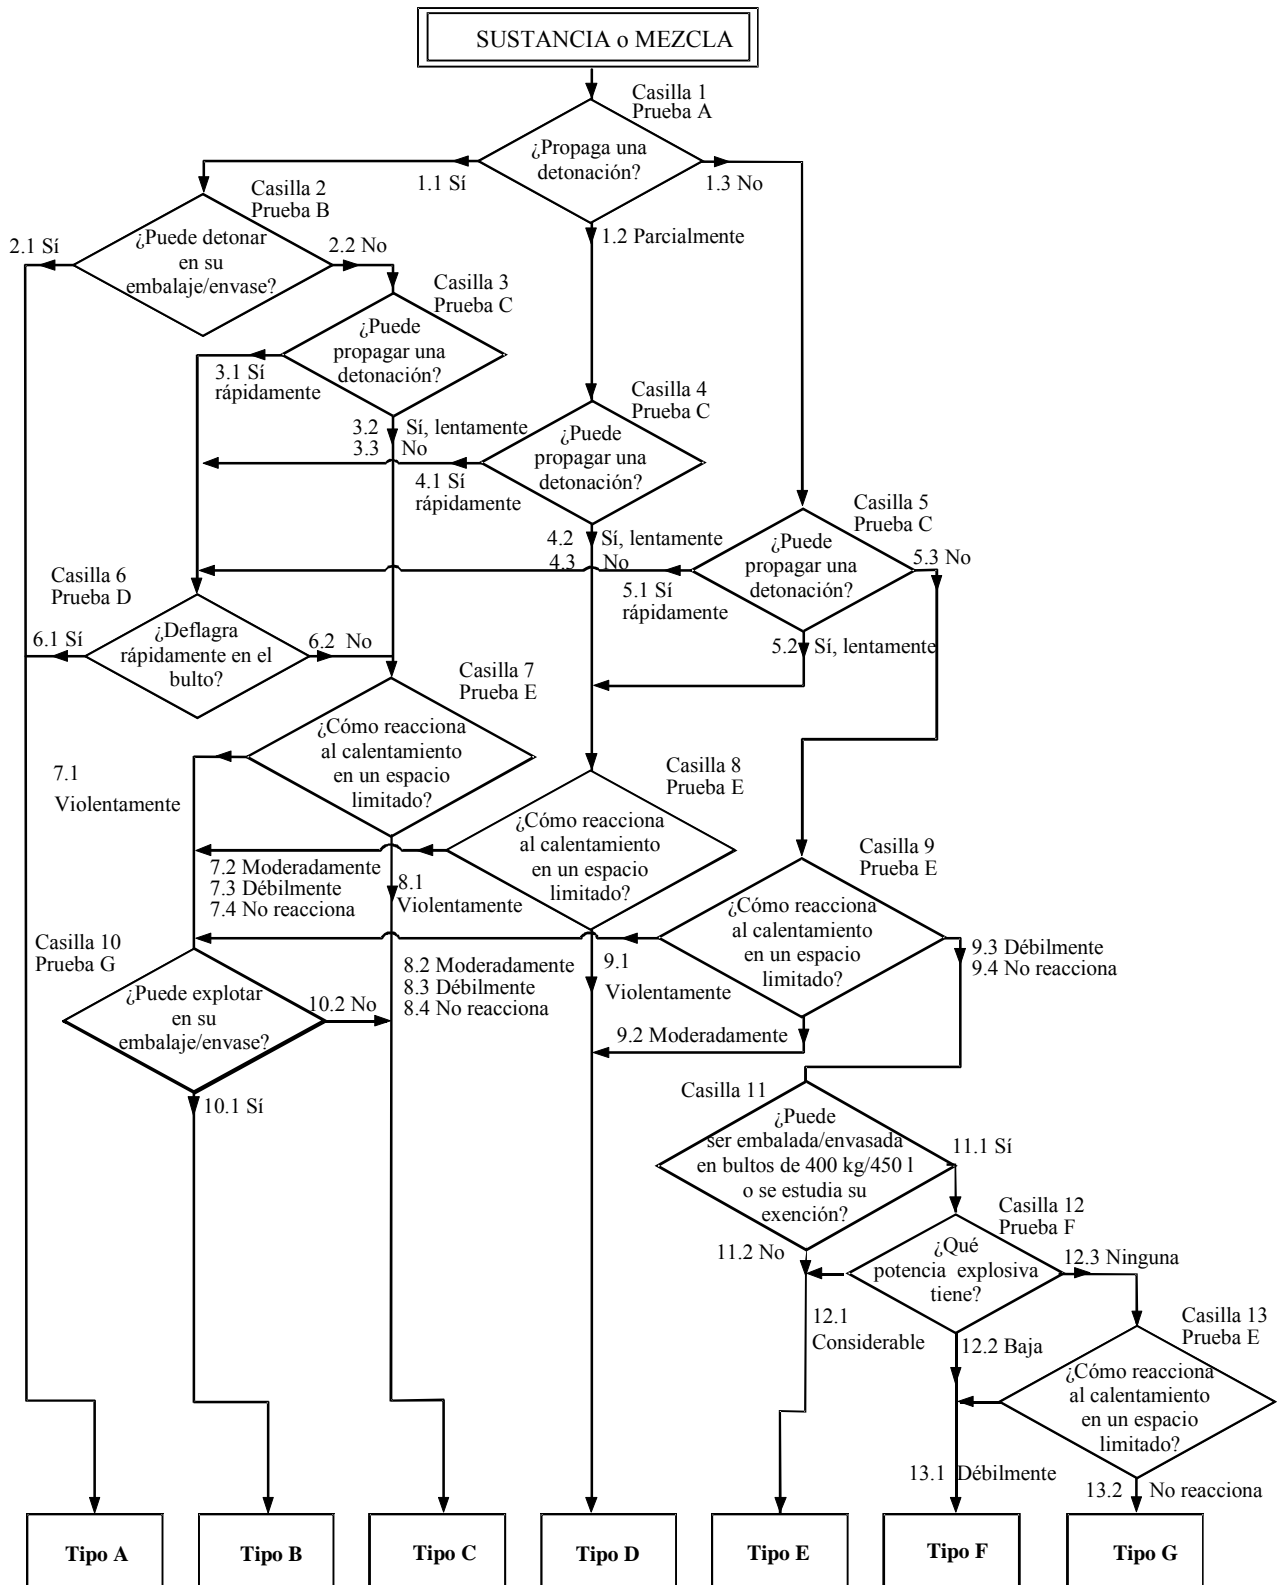 SUSTANCIA o MEZCLA
Casilla 1
Prueba A
¿Propaga una
detonación?
1.1 Sí
1.3 No
1.2 Parcialmente
Casilla 2
Prueba B
¿Puede detonar
en su
embalaje/envase?
2.1 Sí
2.2 No
Casilla 3
Prueba C
¿Puede
propagar una
detonación?
3.1 Sí
rápidamente
3.2 Sí, lentamente
3.3 No
Casilla 4
Prueba C
¿Puede
propagar una
detonación?
4.1 Sí
rápidamente
4.2 Sí, lentamente
4.3 No
Casilla 5
Prueba C
¿Puede
propagar una
detonación?
5.3 No
5.1 Sí
rápidamente
5.2 Sí, lentamente
Casilla 6
Prueba D
¿Deflagra
rápidamente en el
bulto?
6.1 Sí
6.2 No
Casilla 7
Prueba E
¿Cómo reacciona
al calentamiento
en un espacio
limitado?
7.1
Violentamente
7.2 Moderadamente
7.3 Débilmente
7.4 No reacciona
Casilla 8
Prueba E
¿Cómo reacciona
al calentamiento
en un espacio
limitado?
8.1
Violentamente
8.2 Moderadamente
8.3 Débilmente
8.4 No reacciona
Casilla 9
Prueba E
¿Cómo reacciona
al calentamiento
en un espacio
limitado?
9.1
Violentamente
9.2 Moderadamente
9.3 Débilmente
9.4 No reacciona
Casilla 10
Prueba G
¿Puede explotar
en su
embalaje/envase?
10.2 No
10.1 Sí
Casilla 11
¿Puede
ser embalada/envasada
en bultos de 400 kg/450 l
o se estudia su
exención?
11.1 Sí
11.2 No
Casilla 12
Prueba F
¿Qué
potencia explosiva
tiene?
12.3 Ninguna
12.1
Considerable
12.2 Baja
Casilla 13
Prueba E
¿Cómo reacciona
al calentamiento
en un espacio
limitado?
13.1 Débilmente
13.2 No reacciona
Tipo A
Tipo B
Tipo C
Tipo D
Tipo E
Tipo F
Tipo G